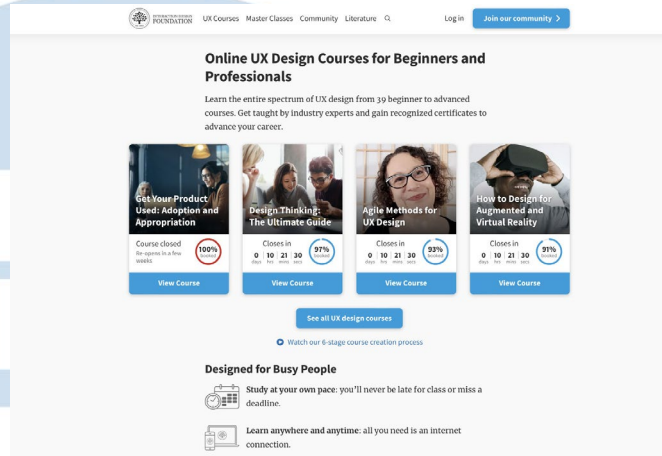 INTERACTION DESIGN
FOUNDATION
UX Courses Master Classes Community Literature
Log in
Join our community
Online UX Design Courses for Beginners and
Professionals
Learn the entire spectrum of UX design from 39 beginner to advanced
courses. Get taught by industry experts and gain recognized certificates to
advance your career.
Get Your Product
Used: Adoption and
Appropriation
Course closed
Re-opens in a few
weeks
100%
booked
View Course
Design Thinking:
The Ultimate Guide
Closes in
0 10 21 30
days hrs mins secs
97%
booked
View Course
Agile Methods for
UX Design
Closes in
0 10 21 30
days hrs mins secs
93%
booked
View Course
How to Design for
Augmented and
Virtual Reality
Closes in
0 10 21 30
days hrs mins secs
91%
booked
View Course
See all UX design courses
Watch our 6-stage course creation process
Designed for Busy People
Study at your own pace: you’ll never be late for class or miss a
deadline.
Learn anywhere and anytime: all you need is an internet
connection.